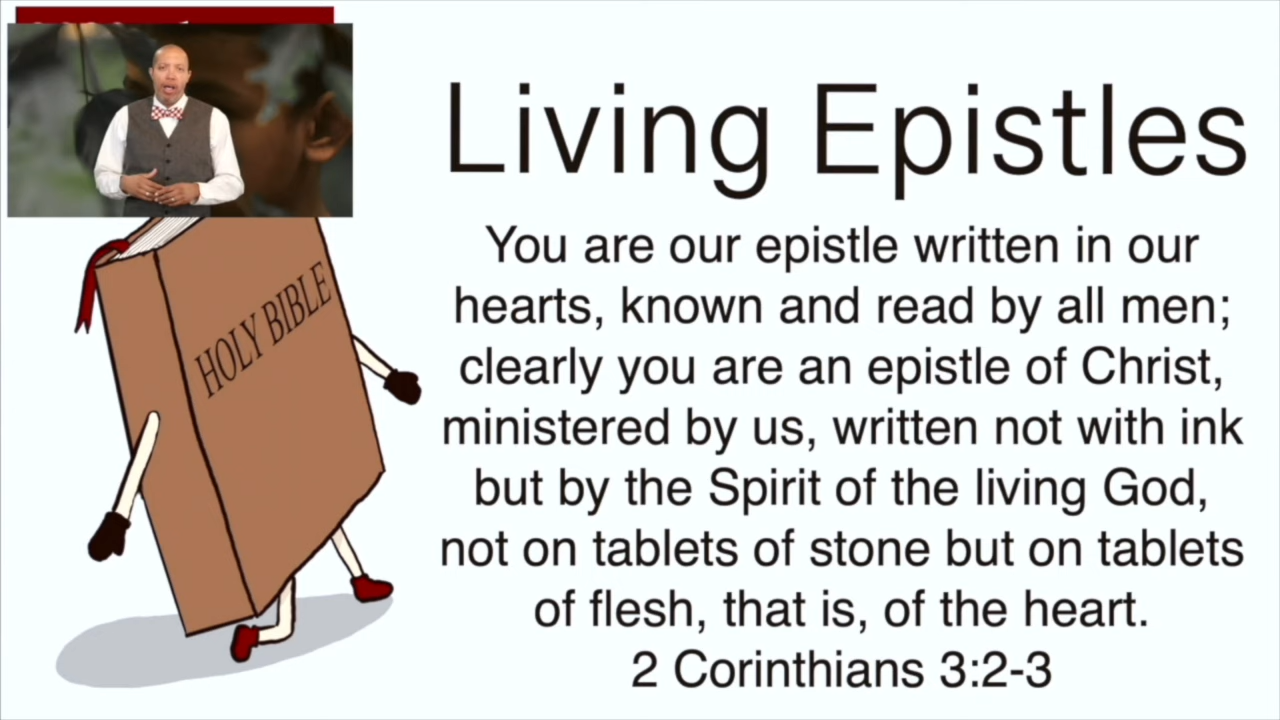 Living Epistles
You are our epistle written in our
hearts, known and read by all men;
clearly you are an epistle of Christ,
ministered by us, written not with ink
but by the Spirit of the living God,
not on tablets of stone but on tablets
of flesh, that is, of the heart.
2 Corinthians 3:2-3
HOLY BIBLE